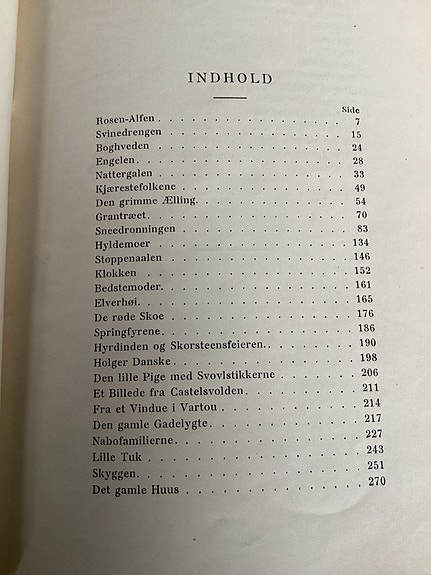 INDHOLD
Side
Rosen-Alfen . . . . . . . . . . . . . . . . . 7
Svinedrengen . . . . . . . . . . . . . . . . 15
Boghveden . . . . . . . . . . . . . . . . . 24
Engelen . . . . . . . . . . . . . . . . . . 28
Nattergalen . . . . . . . . . . . . . . . . 33
Kjærestefolkene . . . . . . . . . . . . . . 49
Den grimme Ælling. . . . . . . . . . . . . 54
Grantræet. . . . . . . . . . . . . . . . . 70
Sneedronningen . . . . . . . . . . . . . . 83
Hyldemoer . . . . . . . . . . . . . . . . 134
Stoppenaalen . . . . . . . . . . . . . . . 146
Klokken . . . . . . . . . . . . . . . . . 152
Bedstemoder. . . . . . . . . . . . . . . . 161
Elverhøi. . . . . . . . . . . . . . . . . 165
De røde Skoe . . . . . . . . . . . . . . . 176
Springfyrene. . . . . . . . . . . . . . . 186
Hyrdinden og Skorsteensfeieren. . . . . . . 190
Holger Danske . . . . . . . . . . . . . . 198
Den lille Pige med Svovlstikkerne . . . . . 206
Et Billede fra Castelsvolden. . . . . . . . 211
Fra et Vindue i Vartou . . . . . . . . . . 214
Den gamle Gadelygte . . . . . . . . . . . 217
Nabofamilierne. . . . . . . . . . . . . . 227
Lille Tuk . . . . . . . . . . . . . . . . 243
Skyggen . . . . . . . . . . . . . . . . . 251
Det gamle Huus . . . . . . . . . . . . . . 270